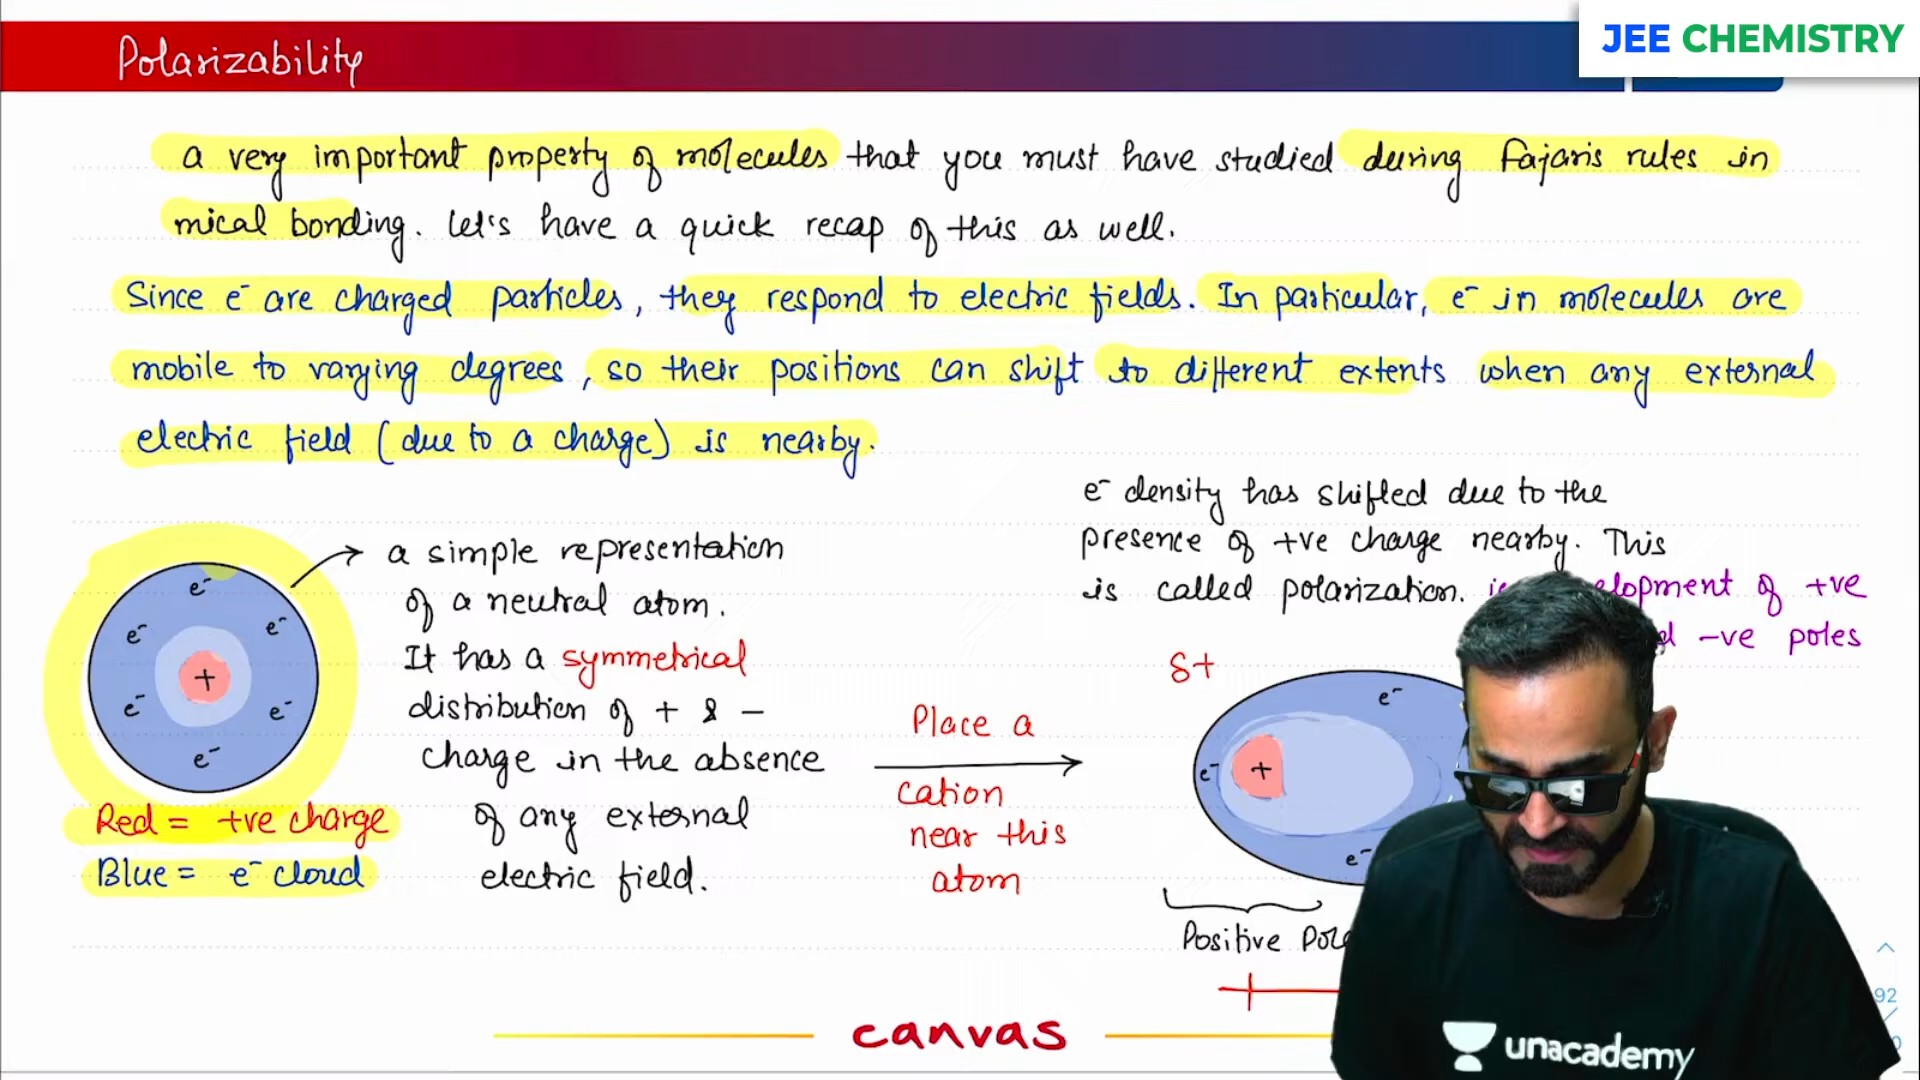 Polarizability
JEE CHEMISTRY
a very important property of molecules that you must have studied during Fajan's rules in
mical bonding. Let's have a quick recap of this as well.
Since e⁻ are charged particles, they respond to electric fields. In particular, e⁻ in molecules are
mobile to varying degrees, so their positions can shift to different extents when any external
electric field (due to a charge) is nearby.
e⁻
e⁻
e⁻
+
e⁻
e⁻
e⁻
Red = +ve charge
Blue = e⁻ cloud
a simple representation
of a neutral atom.
It has a symmetrical
distribution of + & −
charge in the absence
of any external
electric field.
Place a
cation
near this
atom
e⁻ density has shifted due to the
presence of +ve charge nearby. This
is called polarization.
elopment of +ve
-ve poles
δ+
e⁻
e⁻ +
e⁻
Positive
canvas
92
unacademy